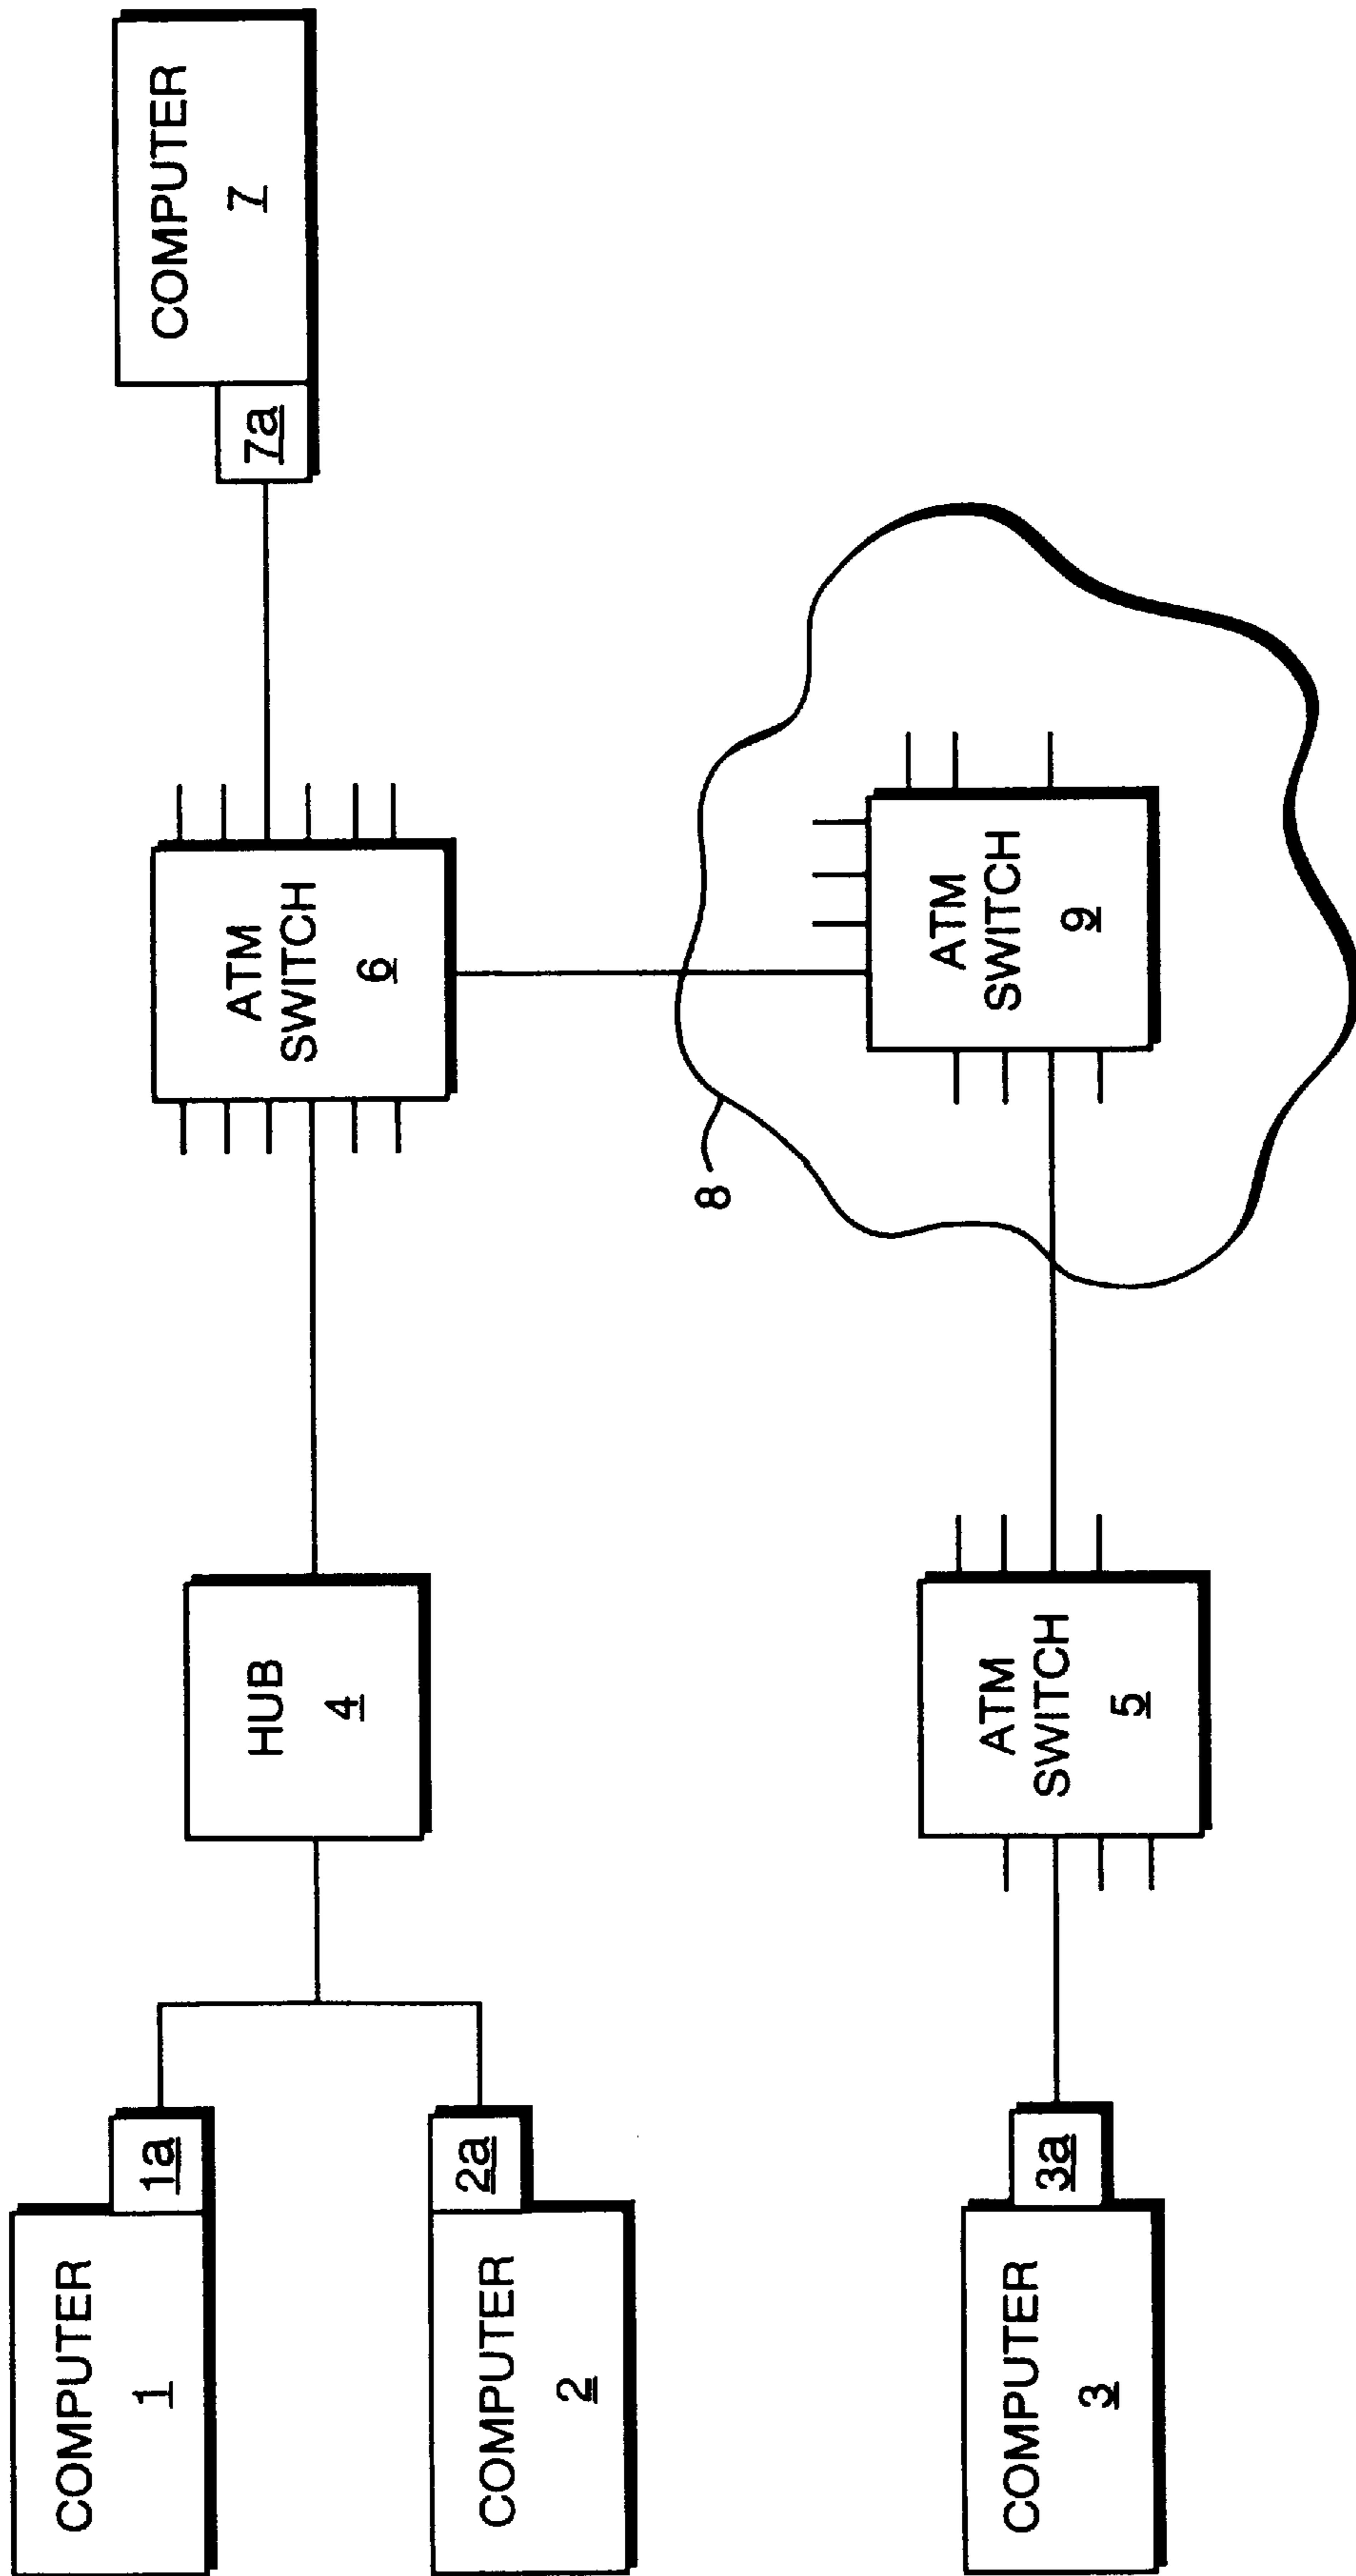 COMPUTER
1
1a
COMPUTER
2
2a
HUB
4
ATM
SWITCH
6
7a
COMPUTER
7
COMPUTER
3
3a
ATM
SWITCH
5
8
ATM
SWITCH
9